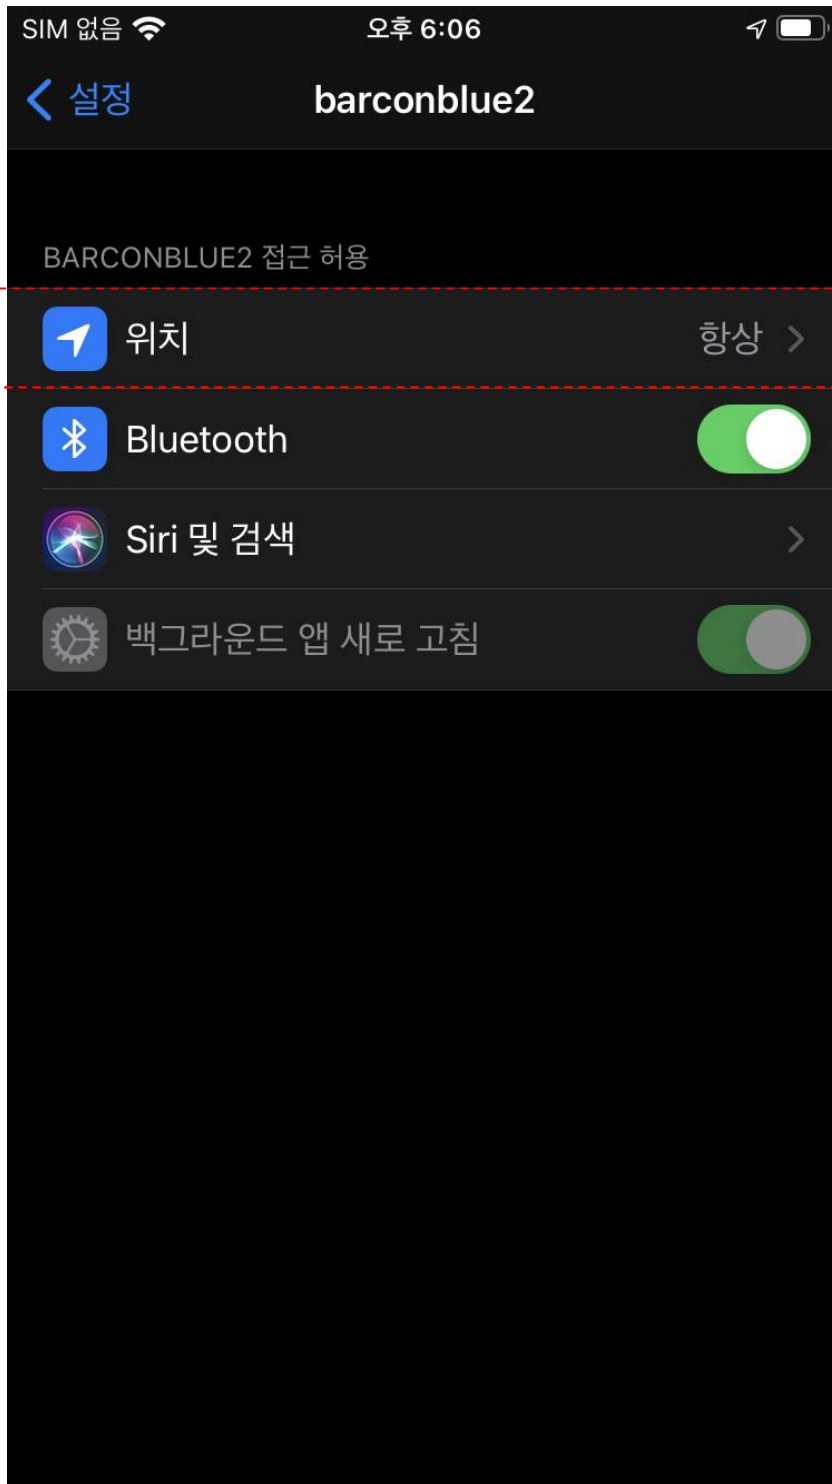 SIM 없음 오후 6:06
설정 barconblue2
BARCONBLUE2 접근 허용
위치 항상
Bluetooth
Siri 및 검색
백그라운드 앱 새로 고침